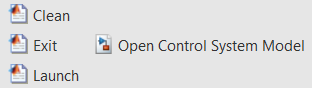 Clean
Exit Open Control System Model
Launch